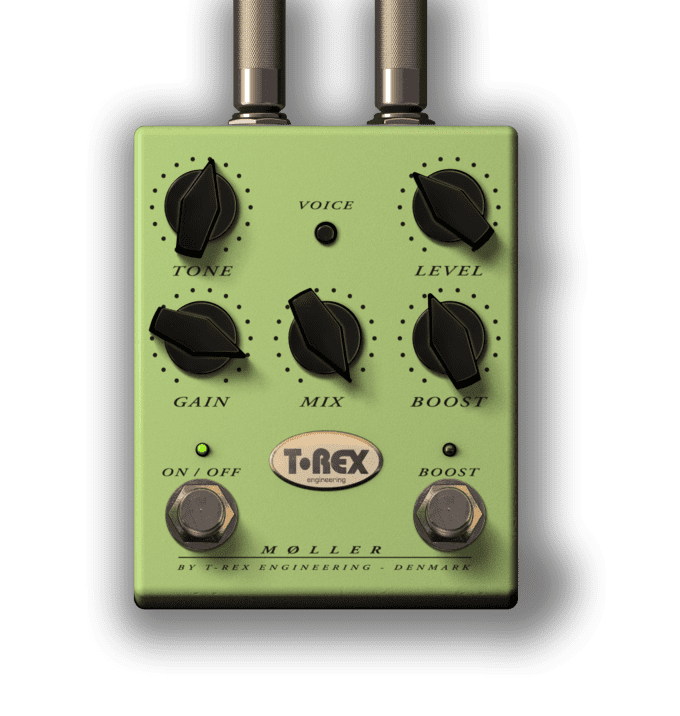 VOICE
TONE
LEVEL
GAIN
MIX
BOOST
ON / OFF
T•REX
engineering
BOOST
MØLLER
BY T-REX ENGINEERING - DENMARK